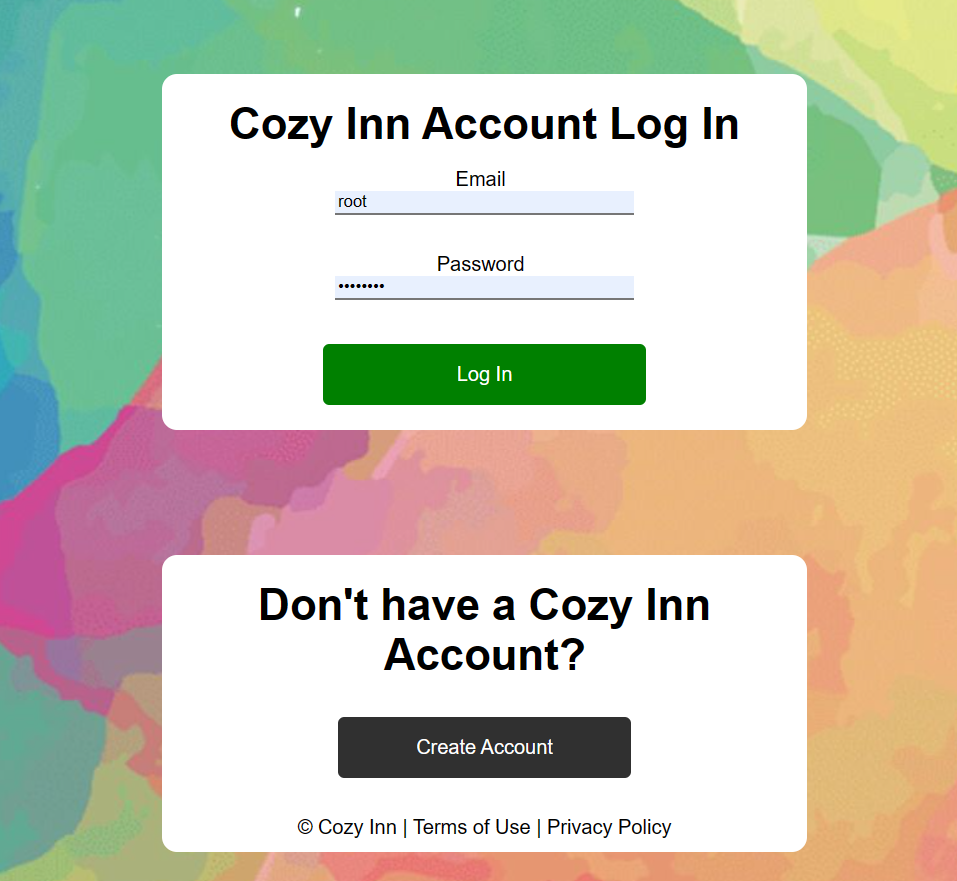 Cozy Inn Account Log In
Email
root
Password
••••••••
Log In
Don't have a Cozy Inn
Account?
Create Account
© Cozy Inn | Terms of Use | Privacy Policy